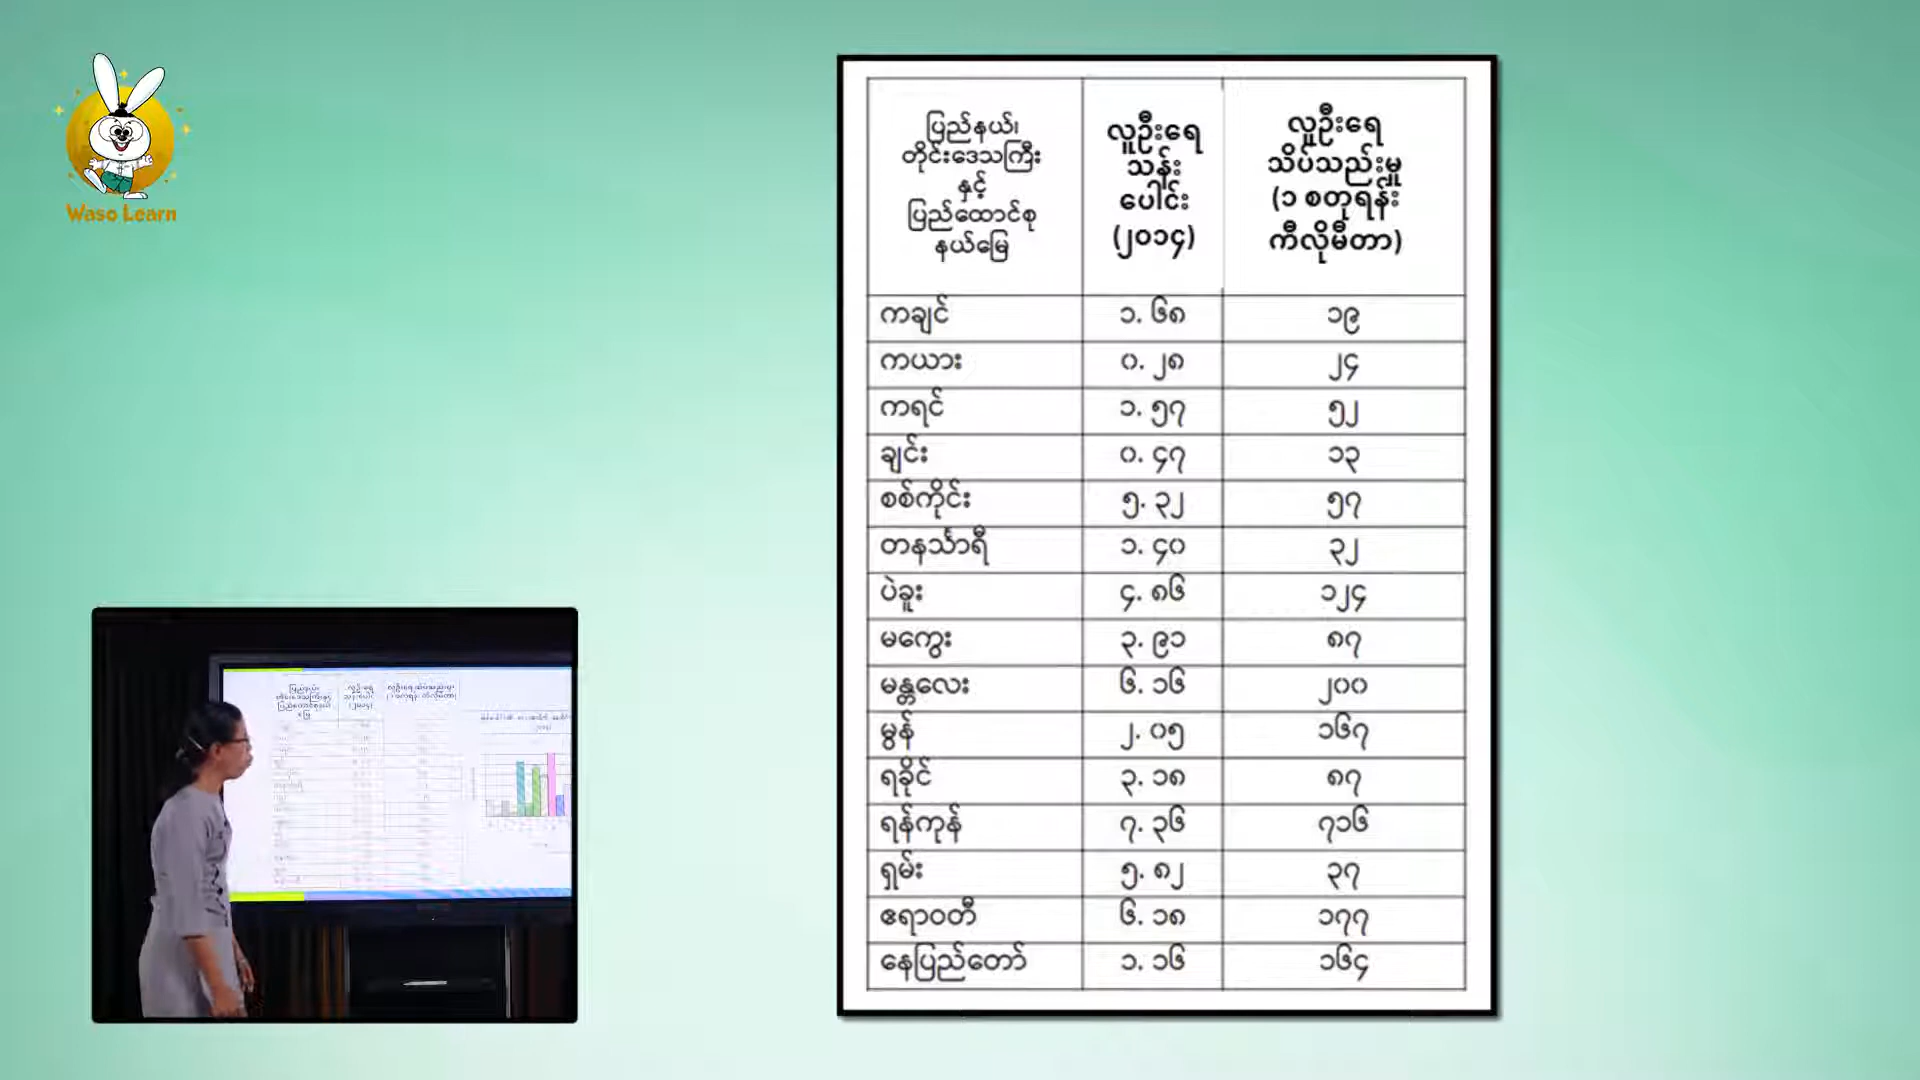 Waso Learn
ပြည်နယ်၊
တိုင်းဒေသကြီး
နှင့်
ပြည်ထောင်စု
နယ်မြေ
လူဦးရေ
သန်း
ပေါင်း
(၂၀၁၄)
လူဦးရေ
သိပ်သည်းမှု
(၁ စတုရန်း
ကီလိုမီတာ)
ကချင် ၁. ၆၈ ၁၉
ကယား ၀. ၂၈ ၂၄
ကရင် ၁. ၅၇ ၅၂
ချင်း ၀. ၄၇ ၁၃
စစ်ကိုင်း ၅. ၃၂ ၅၇
တနင်္သာရီ ၁. ၄၀ ၃၂
ပဲခူး ၄. ၈၆ ၁၂၄
မကွေး ၃. ၉၁ ၈၇
မန္တလေး ၆. ၁၆ ၂၀၀
မွန် ၂. ၀၅ ၁၆၇
ရခိုင် ၃. ၁၈ ၈၇
ရန်ကုန် ၇. ၃၆ ၇၁၆
ရှမ်း ၅. ၈၂ ၃၇
ဧရာဝတီ ၆. ၁၈ ၁၇၇
နေပြည်တော် ၁. ၁၆ ၁၆၄